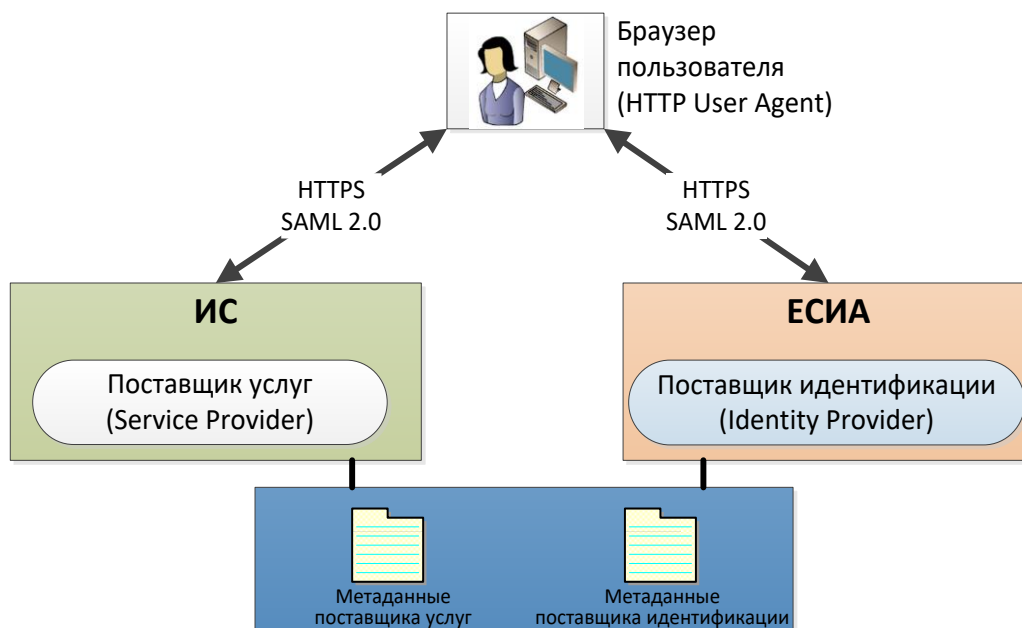 Браузер
пользователя
(HTTP User Agent)
HTTPS
SAML 2.0
HTTPS
SAML 2.0
ИС
Поставщик услуг
(Service Provider)
ЕСИА
Поставщик идентификации
(Identity Provider)
Метаданные
поставщика услуг
Метаданные
поставщика идентификации